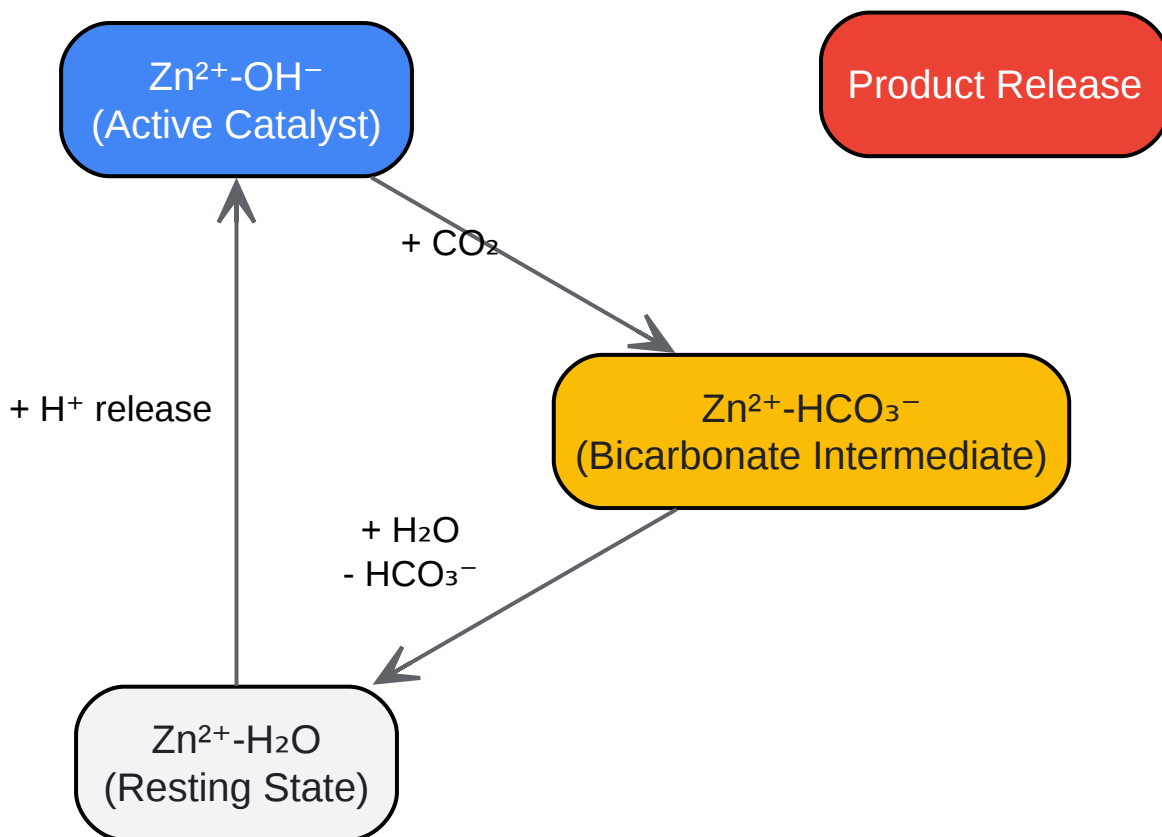 Zn²⁺-OH⁻
(Active Catalyst)
Product Release
+ CO₂
+ H⁺ release
Zn²⁺-HCO₃⁻
(Bicarbonate Intermediate)
+ H₂O
- HCO₃⁻
Zn²⁺-H₂O
(Resting State)